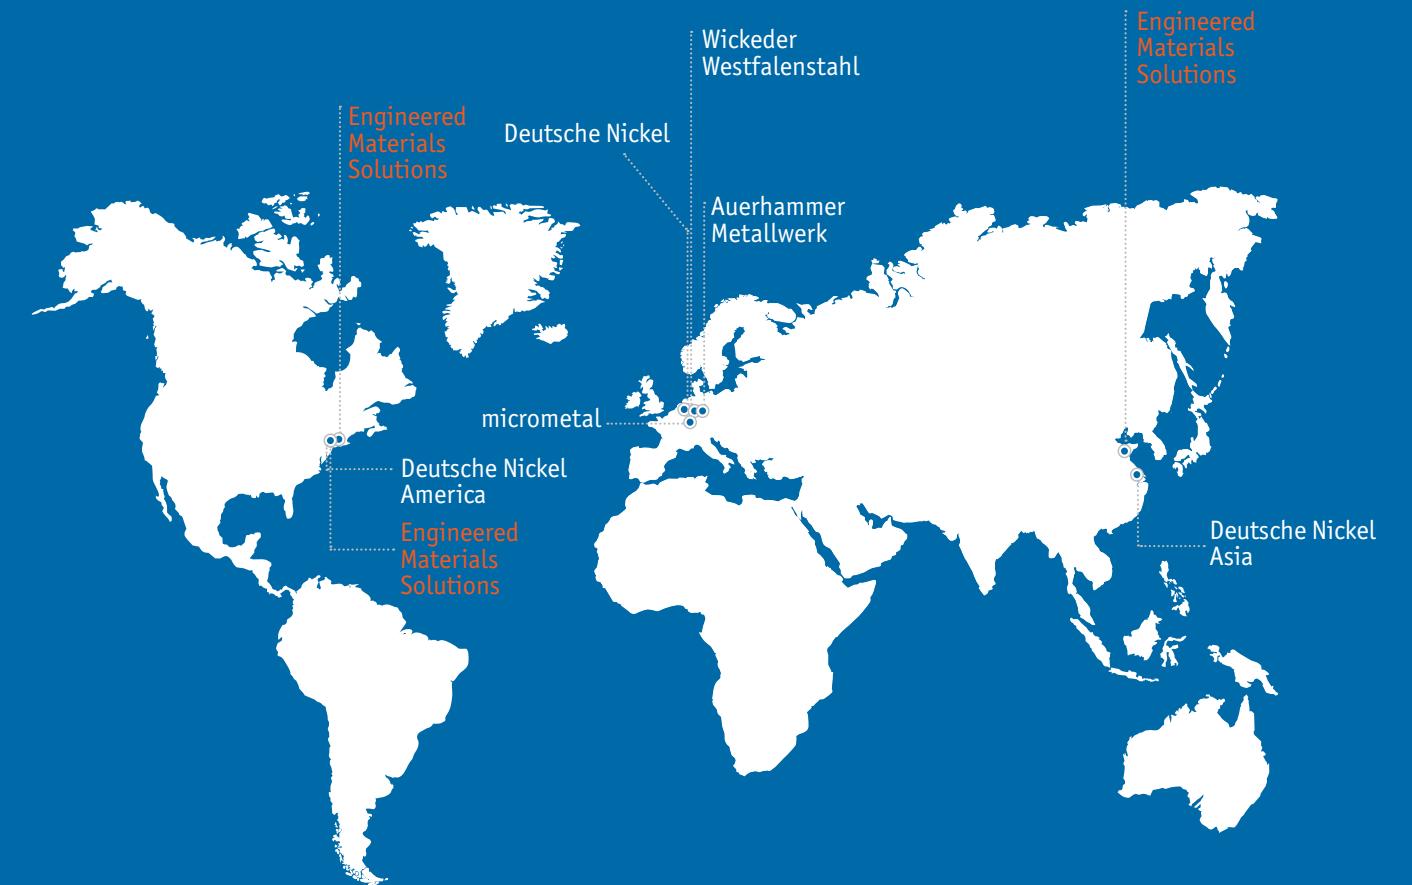 Engineered
Materials
Solutions
Wickeder
Westfalenstahl
Engineered
Materials
Solutions
Deutsche Nickel
Auerhammer
Metallwerk
micrometal
Deutsche Nickel
America
Engineered
Materials
Solutions
Deutsche Nickel
Asia